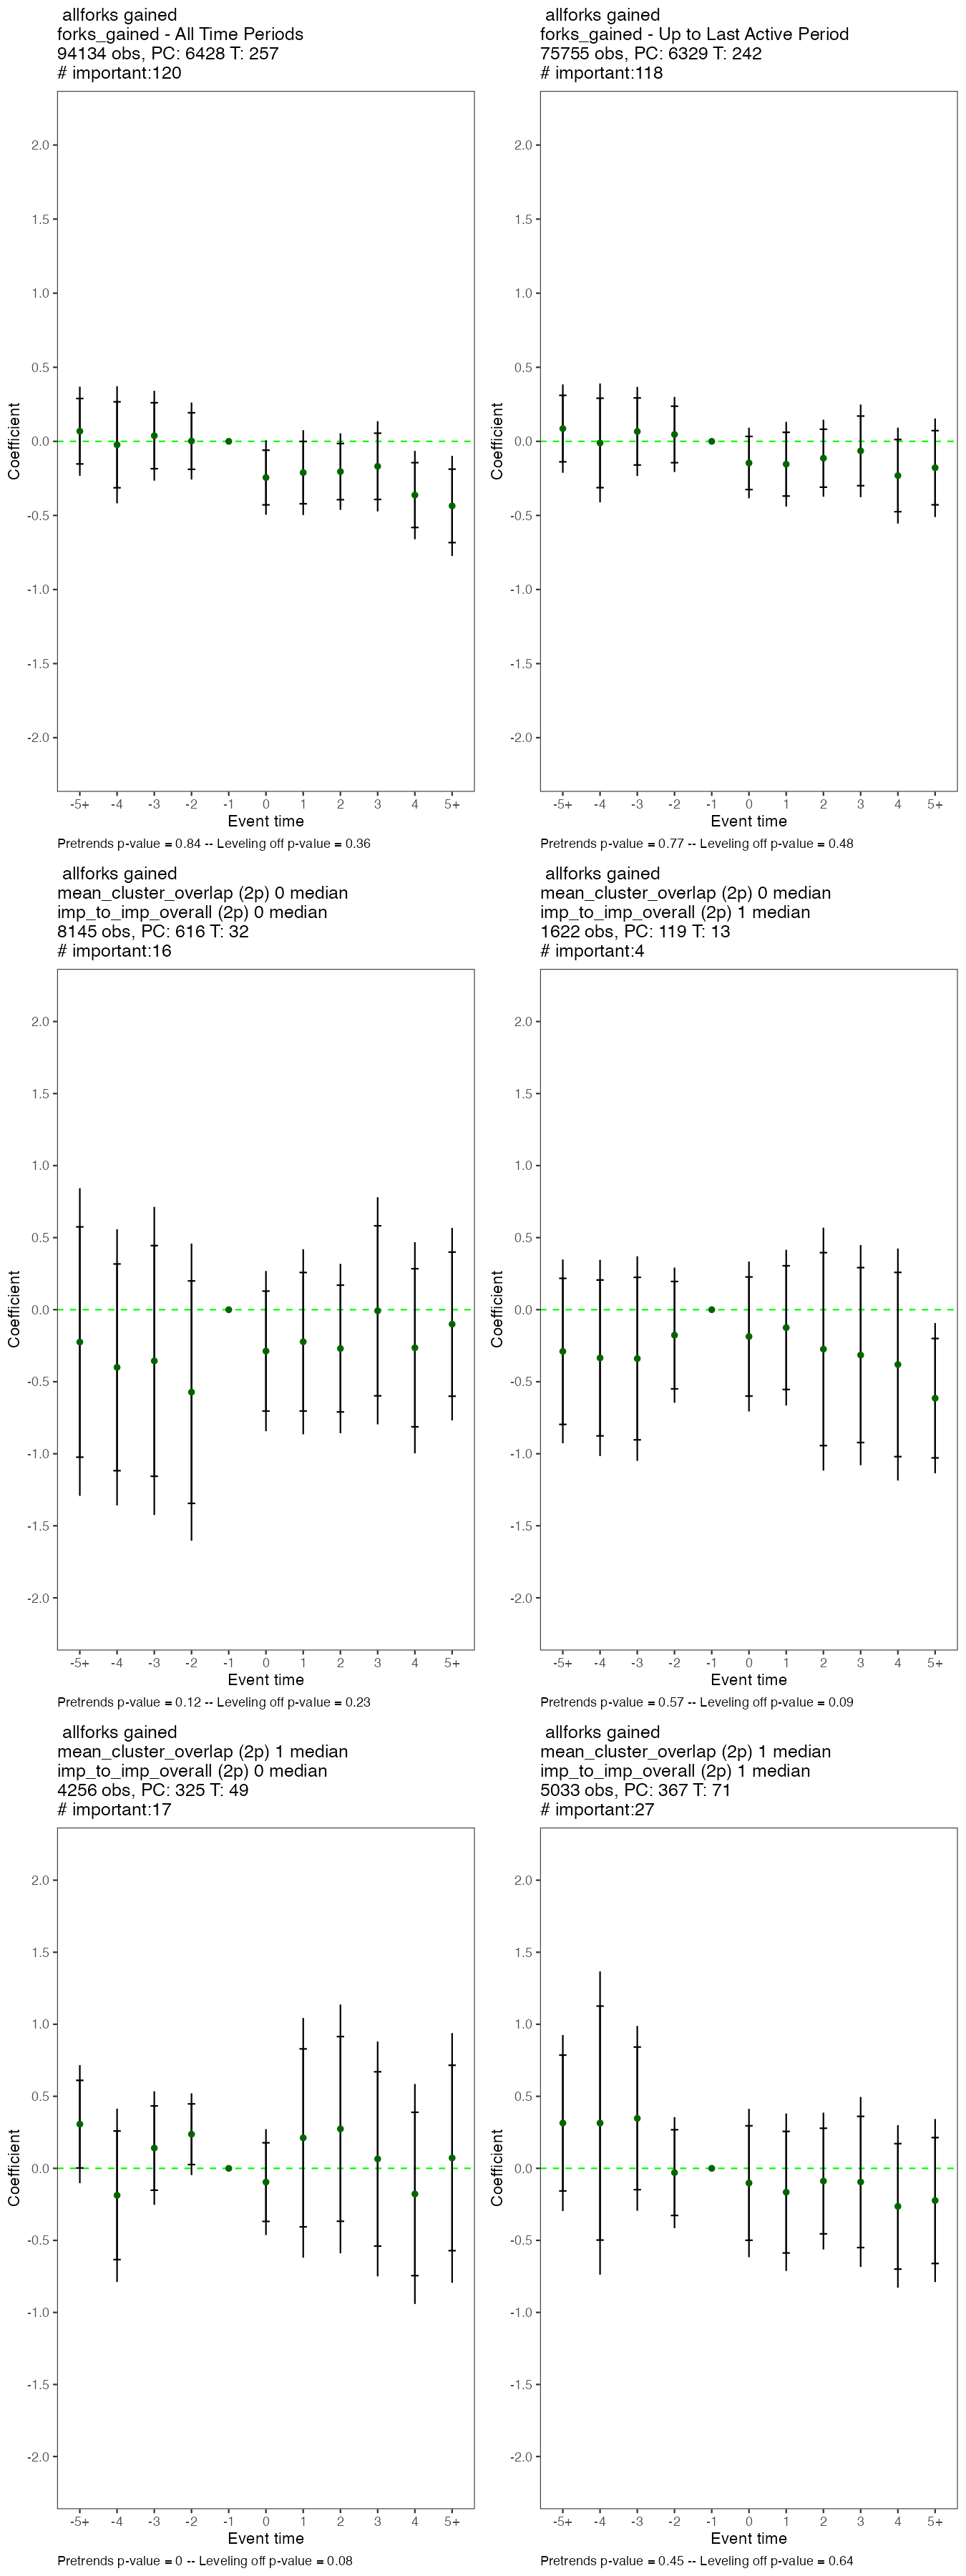 allforks gained
forks_gained - All Time Periods
94134 obs, PC: 6428 T: 257
# important:120
2.0
1.5
1.0
0.5
0.0
-0.5
-1.0
-1.5
-2.0
Coefficient
-5+ -4 -3 -2 -1 0 1 2 3 4 5+
Event time
Pretrends p-value = 0.84 -- Leveling off p-value = 0.36
allforks gained
forks_gained - Up to Last Active Period
75755 obs, PC: 6329 T: 242
# important:118
2.0
1.5
1.0
0.5
0.0
-0.5
-1.0
-1.5
-2.0
Coefficient
-5+ -4 -3 -2 -1 0 1 2 3 4 5+
Event time
Pretrends p-value = 0.77 -- Leveling off p-value = 0.48
allforks gained
mean_cluster_overlap (2p) 0 median
imp_to_imp_overall (2p) 0 median
8145 obs, PC: 616 T: 32
# important:16
2.0
1.5
1.0
0.5
0.0
-0.5
-1.0
-1.5
-2.0
Coefficient
-5+ -4 -3 -2 -1 0 1 2 3 4 5+
Event time
Pretrends p-value = 0.12 -- Leveling off p-value = 0.23
allforks gained
mean_cluster_overlap (2p) 0 median
imp_to_imp_overall (2p) 1 median
1622 obs, PC: 119 T: 13
# important:4
2.0
1.5
1.0
0.5
0.0
-0.5
-1.0
-1.5
-2.0
Coefficient
-5+ -4 -3 -2 -1 0 1 2 3 4 5+
Event time
Pretrends p-value = 0.57 -- Leveling off p-value = 0.09
allforks gained
mean_cluster_overlap (2p) 1 median
imp_to_imp_overall (2p) 0 median
4256 obs, PC: 325 T: 49
# important:17
2.0
1.5
1.0
0.5
0.0
-0.5
-1.0
-1.5
-2.0
Coefficient
-5+ -4 -3 -2 -1 0 1 2 3 4 5+
Event time
Pretrends p-value = 0 -- Leveling off p-value = 0.08
allforks gained
mean_cluster_overlap (2p) 1 median
imp_to_imp_overall (2p) 1 median
5033 obs, PC: 367 T: 71
# important:27
2.0
1.5
1.0
0.5
0.0
-0.5
-1.0
-1.5
-2.0
Coefficient
-5+ -4 -3 -2 -1 0 1 2 3 4 5+
Event time
Pretrends p-value = 0.45 -- Leveling off p-value = 0.64